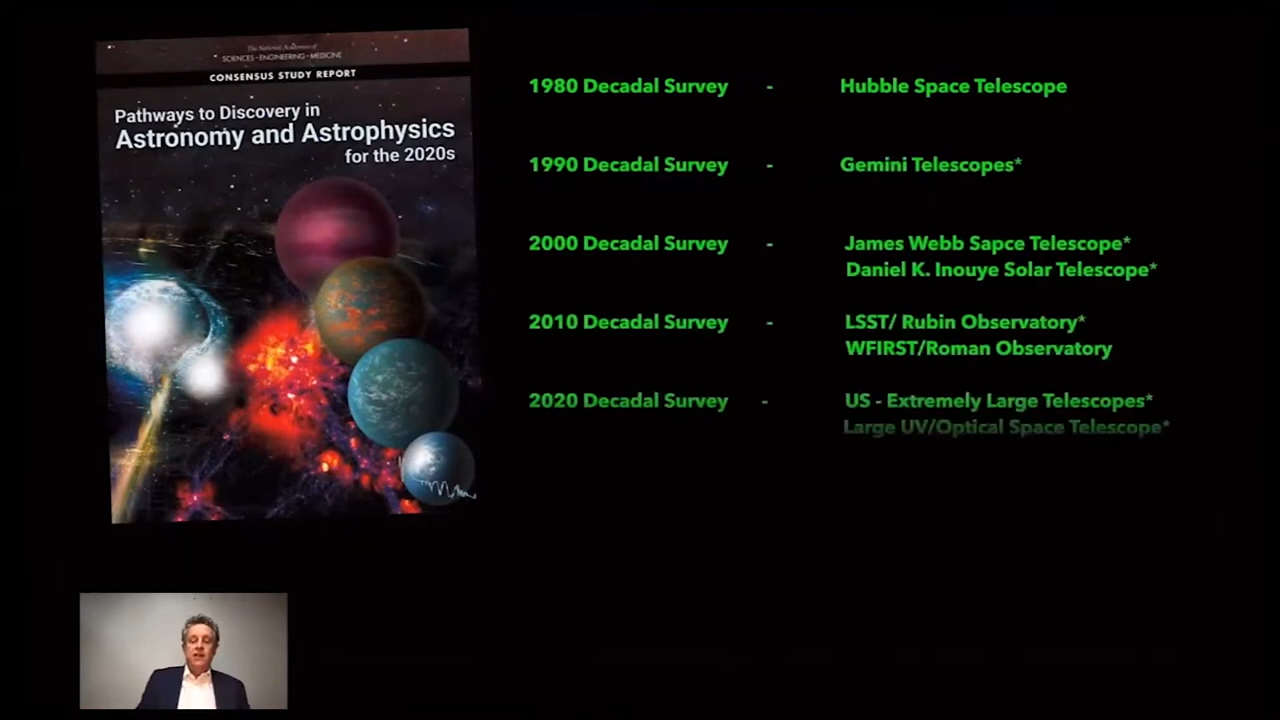 The National Academies of
SCIENCES • ENGINEERING • MEDICINE
CONSENSUS STUDY REPORT
Pathways to Discovery in
Astronomy and Astrophysics
for the 2020s
1980 Decadal Survey - Hubble Space Telescope
1990 Decadal Survey - Gemini Telescopes*
2000 Decadal Survey - James Webb Sapce Telescope*
Daniel K. Inouye Solar Telescope*
2010 Decadal Survey - LSST/ Rubin Observatory*
WFIRST/Roman Observatory
2020 Decadal Survey - US - Extremely Large Telescopes*
Large UV/Optical Space Telescope*